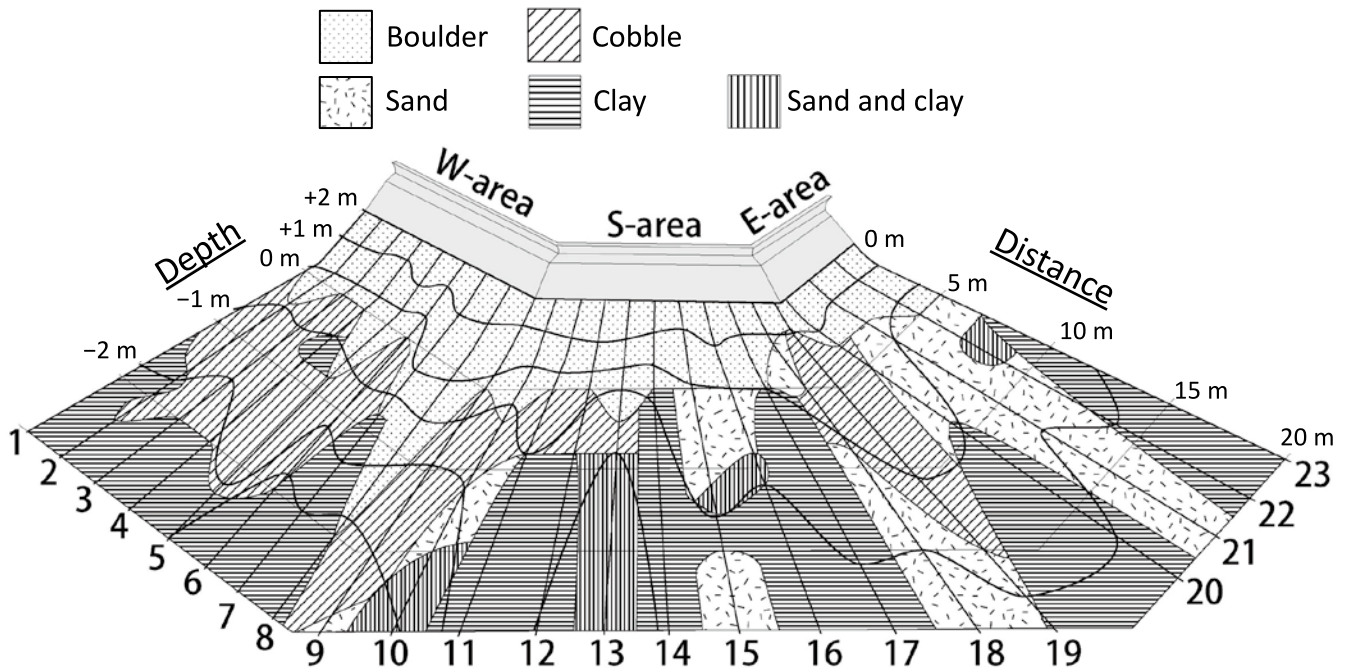 Boulder
Cobble
Sand
Clay
Sand and clay
W-area
S-area
E-area
Depth
+2 m
+1 m
0 m
−1 m
−2 m
Distance
0 m
5 m
10 m
15 m
20 m
1
2
3
4
5
6
7
8
9
10
11
12
13
14
15
16
17
18
19
20
21
22
23